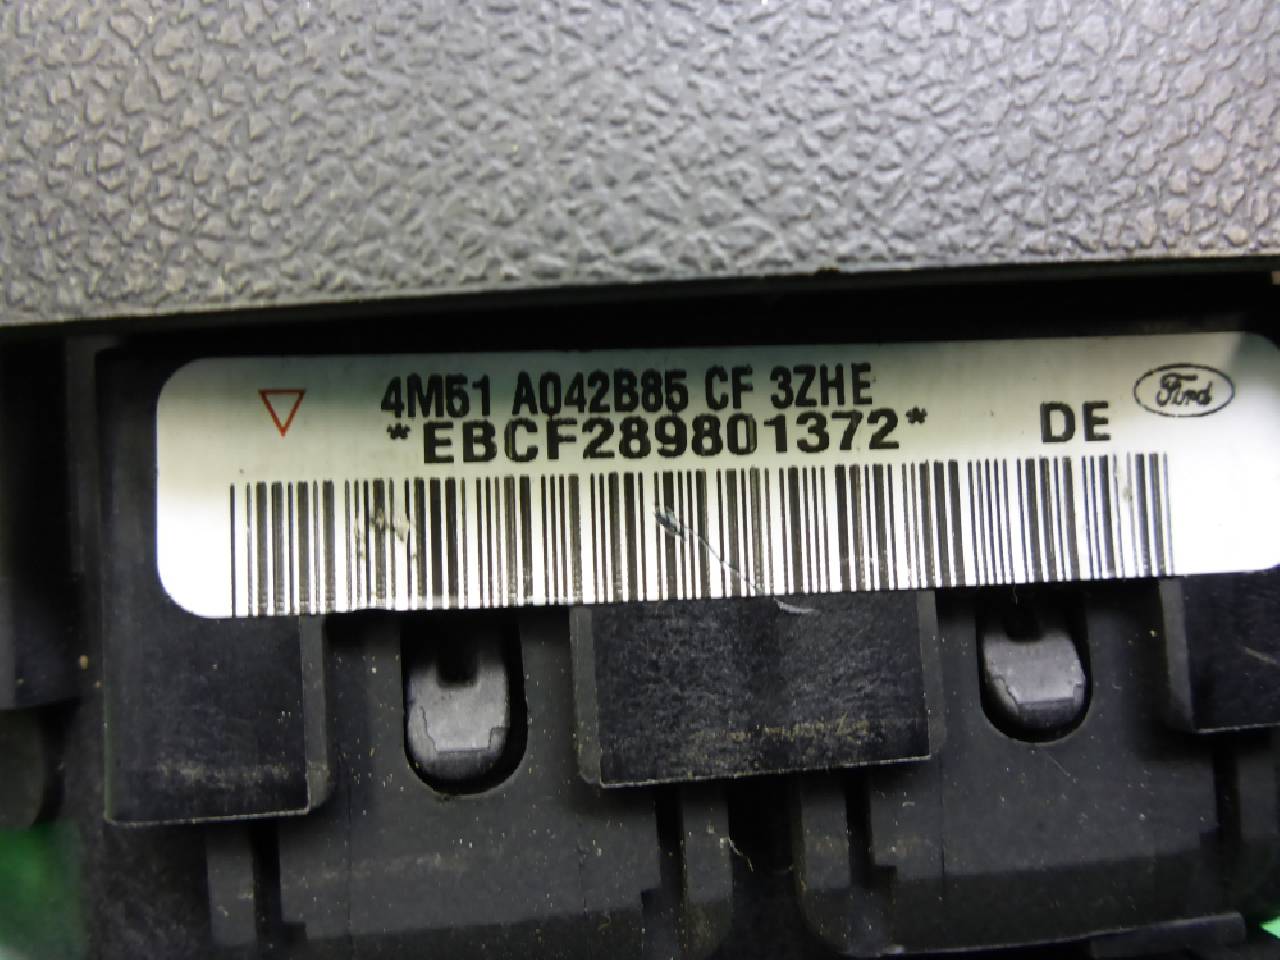 4M51 A042B85 CF 3ZHE
*EBCF289801372*
DE
Ford